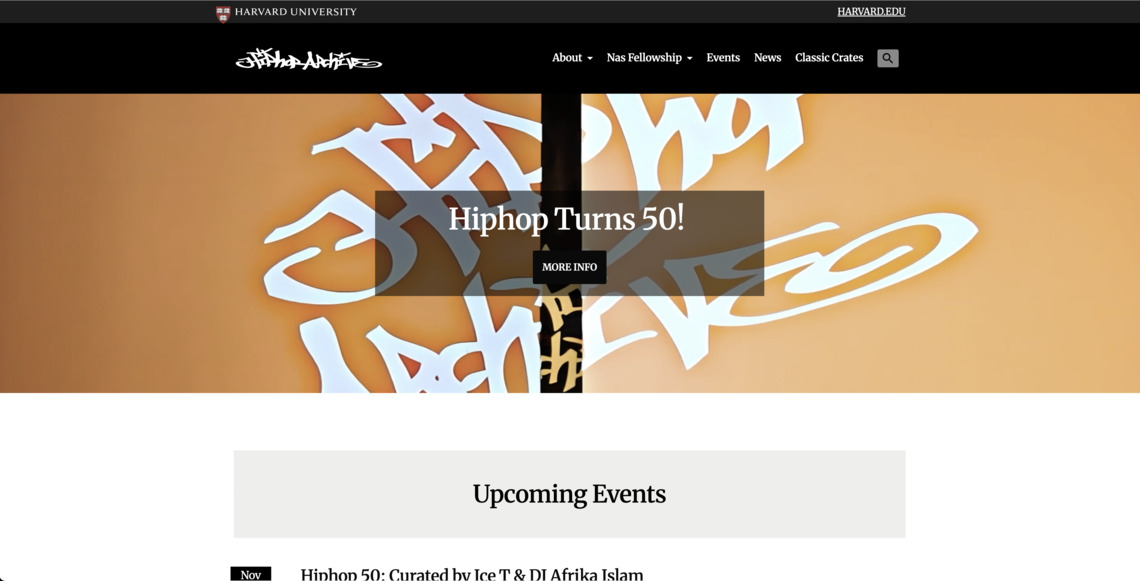 HARVARD UNIVERSITY
HARVARD.EDU
HipHop Archive
About
Nas Fellowship
Events
News
Classic Crates
Hiphop Turns 50!
MORE INFO
Upcoming Events
Nov
Hiphop 50: Curated by Ice T & DJ Afrika Islam